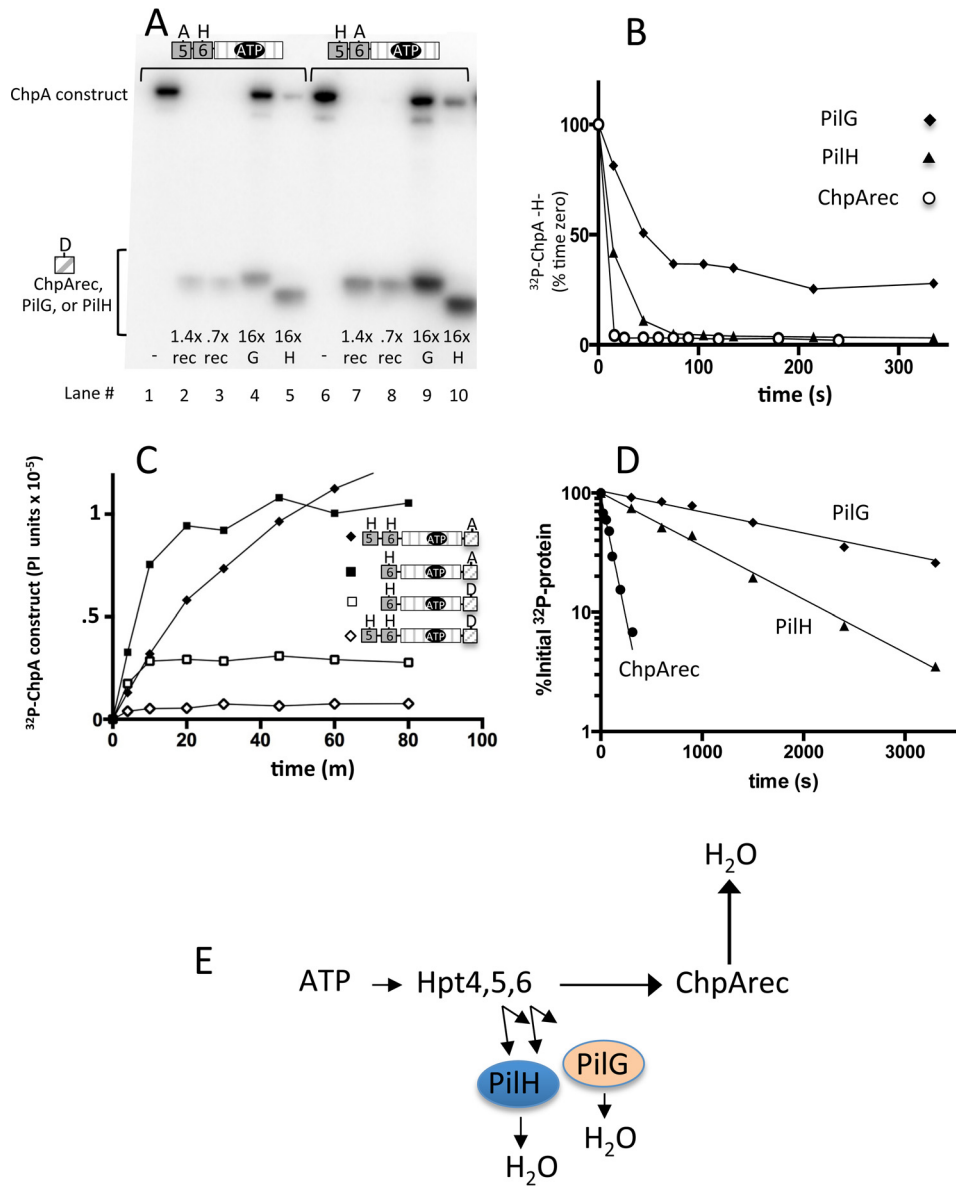 A
A H
5 6 ATP
H A
5 6 ATP
ChpA construct
D
ChpArec,
PilG, or PilH
1.4x .7x 16x 16x 1.4x .7x 16x 16x
- rec rec G H - rec rec G H
Lane # 1 2 3 4 5 6 7 8 9 10
B
100
50
0
0 100 200 300
³²P-ChpA -H-
(% time zero)
time (s)
PilG
PilH
ChpArec
C
³²P-ChpA construct (PI units x 10⁻⁵)
1
.5
0
0 20 40 60 80 100
time (m)
H H A
5 6 ATP
H A
6 ATP
H D
6 ATP
H H D
5 6 ATP
D
%Initial ³²P-protein
100
10
1
0 1000 2000 3000
time (s)
PilG
PilH
ChpArec
E
H₂O
ATP Hpt4,5,6 ChpArec
PilH PilG
H₂O
H₂O